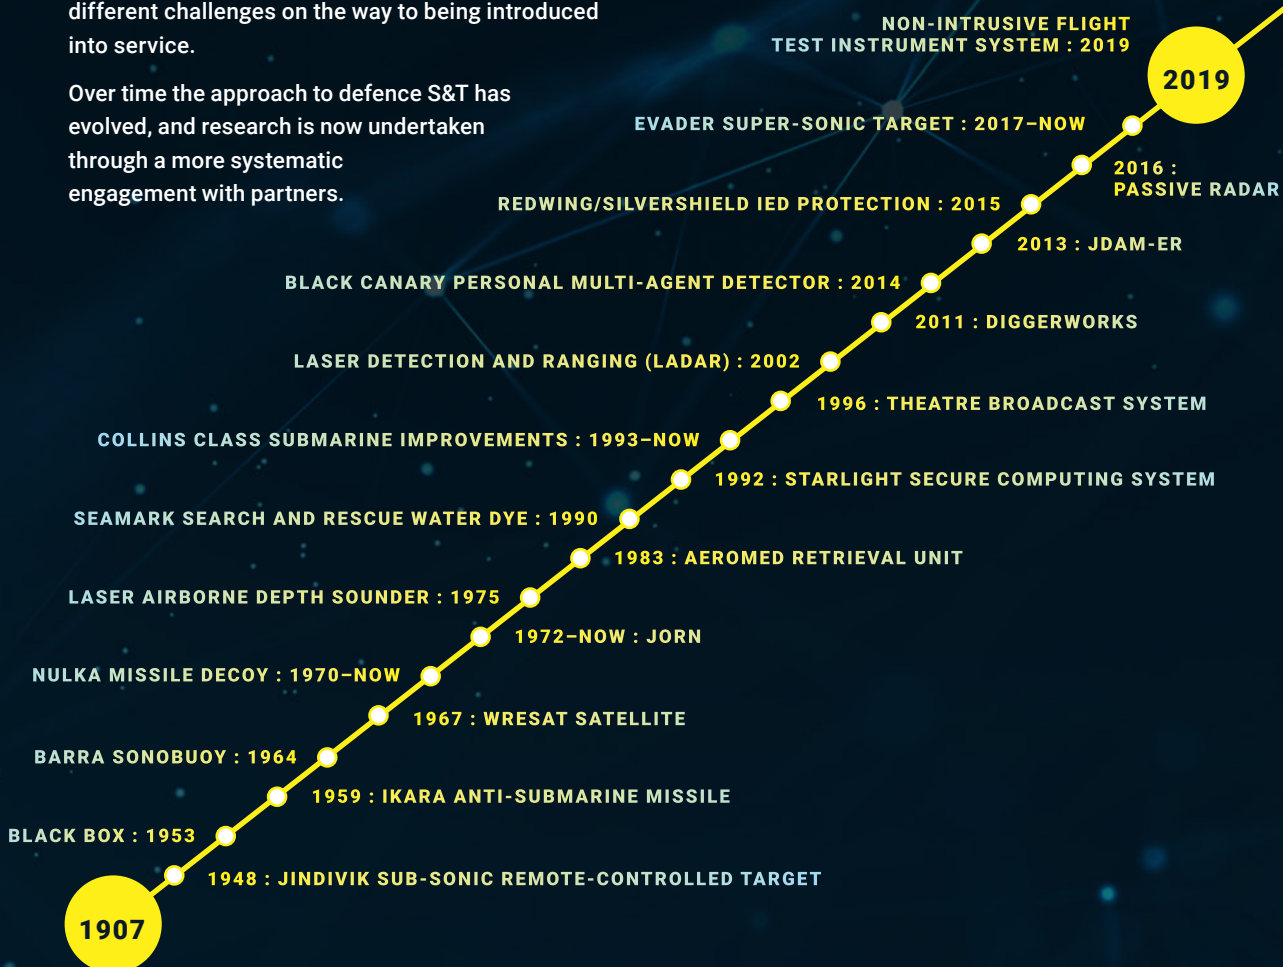 different challenges on the way to being introduced
into service.
Over time the approach to defence S&T has
evolved, and research is now undertaken
through a more systematic
engagement with partners.
NON-INTRUSIVE FLIGHT
TEST INSTRUMENT SYSTEM : 2019
2019
EVADER SUPER-SONIC TARGET : 2017–NOW
2016 :
PASSIVE RADAR
REDWING/SILVERSHIELD IED PROTECTION : 2015
2013 : JDAM-ER
BLACK CANARY PERSONAL MULTI-AGENT DETECTOR : 2014
2011 : DIGGERWORKS
LASER DETECTION AND RANGING (LADAR) : 2002
1996 : THEATRE BROADCAST SYSTEM
COLLINS CLASS SUBMARINE IMPROVEMENTS : 1993–NOW
1992 : STARLIGHT SECURE COMPUTING SYSTEM
SEAMARK SEARCH AND RESCUE WATER DYE : 1990
1983 : AEROMED RETRIEVAL UNIT
LASER AIRBORNE DEPTH SOUNDER : 1975
1972–NOW : JORN
NULKA MISSILE DECOY : 1970–NOW
1967 : WRESAT SATELLITE
BARRA SONOBUOY : 1964
1959 : IKARA ANTI-SUBMARINE MISSILE
BLACK BOX : 1953
1948 : JINDIVIK SUB-SONIC REMOTE-CONTROLLED TARGET
1907